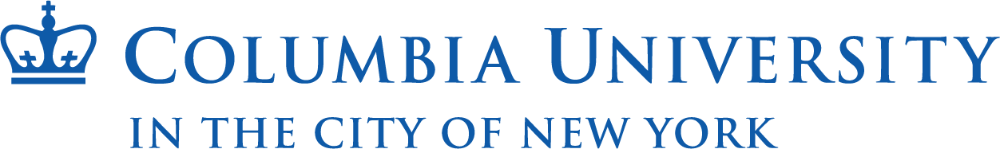 COLUMBIA UNIVERSITY
IN THE CITY OF NEW YORK